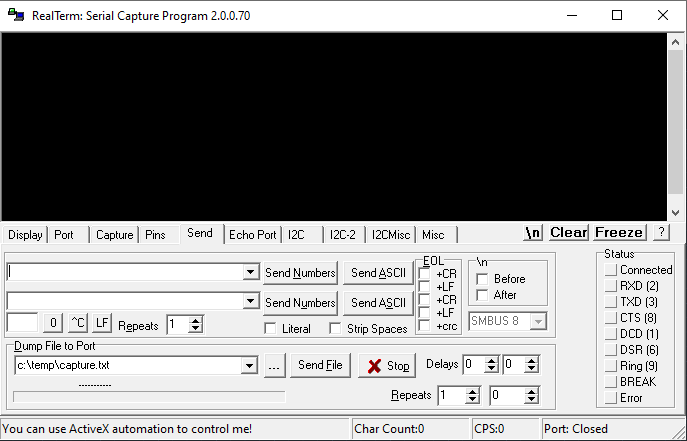 RealTerm: Serial Capture Program 2.0.0.70
Display Port Capture Pins Send Echo Port I2C I2C-2 I2CMisc Misc \n Clear Freeze ?
EOL
\n
Status
Send Numbers Send ASCII
+CR
Before
Connected
+LF
After
RXD (2)
Send Numbers Send ASCII
+CR
TXD (3)
+LF
SMBUS 8
CTS (8)
0 ^C LF Repeats 1
Literal Strip Spaces
+crc
DCD (1)
Dump File to Port
DSR (6)
c:\temp\capture.txt ... Send File Stop Delays 0 0
Ring (9)
BREAK
Repeats 1 0
Error
You can use ActiveX automation to control me! Char Count:0 CPS:0 Port: Closed